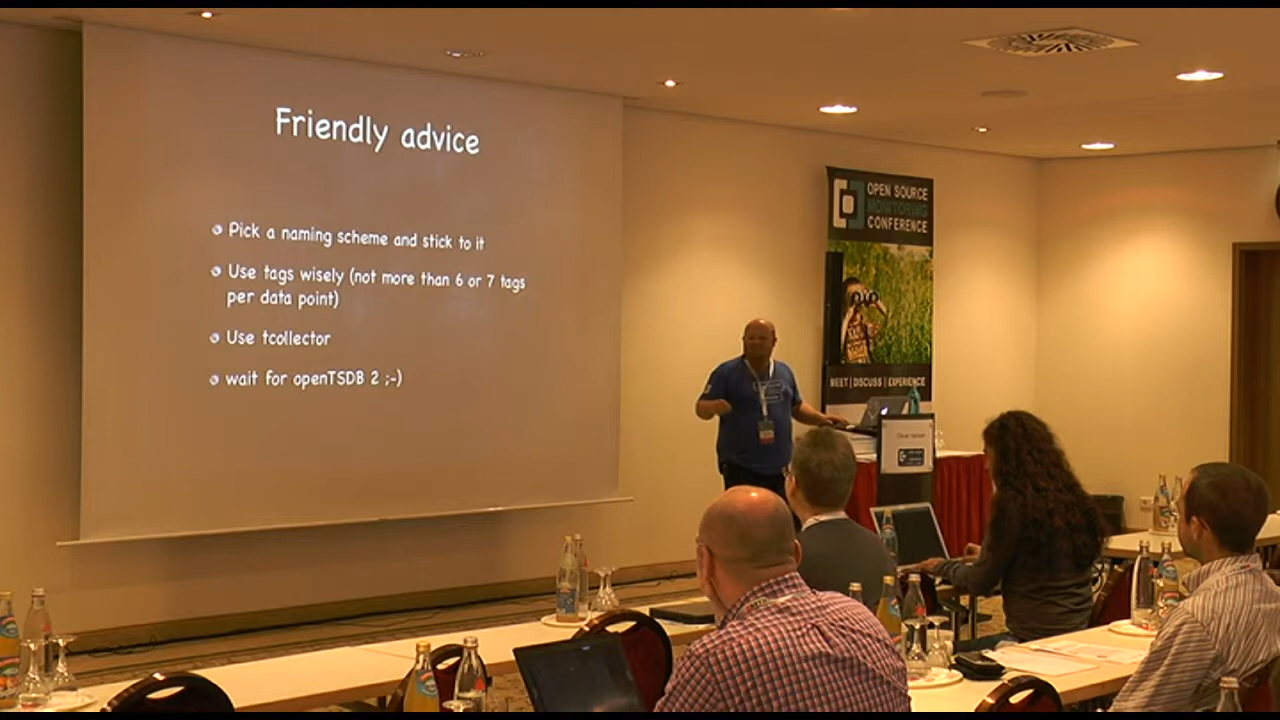 Friendly advice
Pick a naming scheme and stick to it
Use tags wisely (not more than 6 or 7 tags
per data point)
Use tcollector
wait for openTSDB 2 ;-)
OPEN SOURCE
MONITORING
CONFERENCE
MEET | DISCUSS | EXPERIENCE